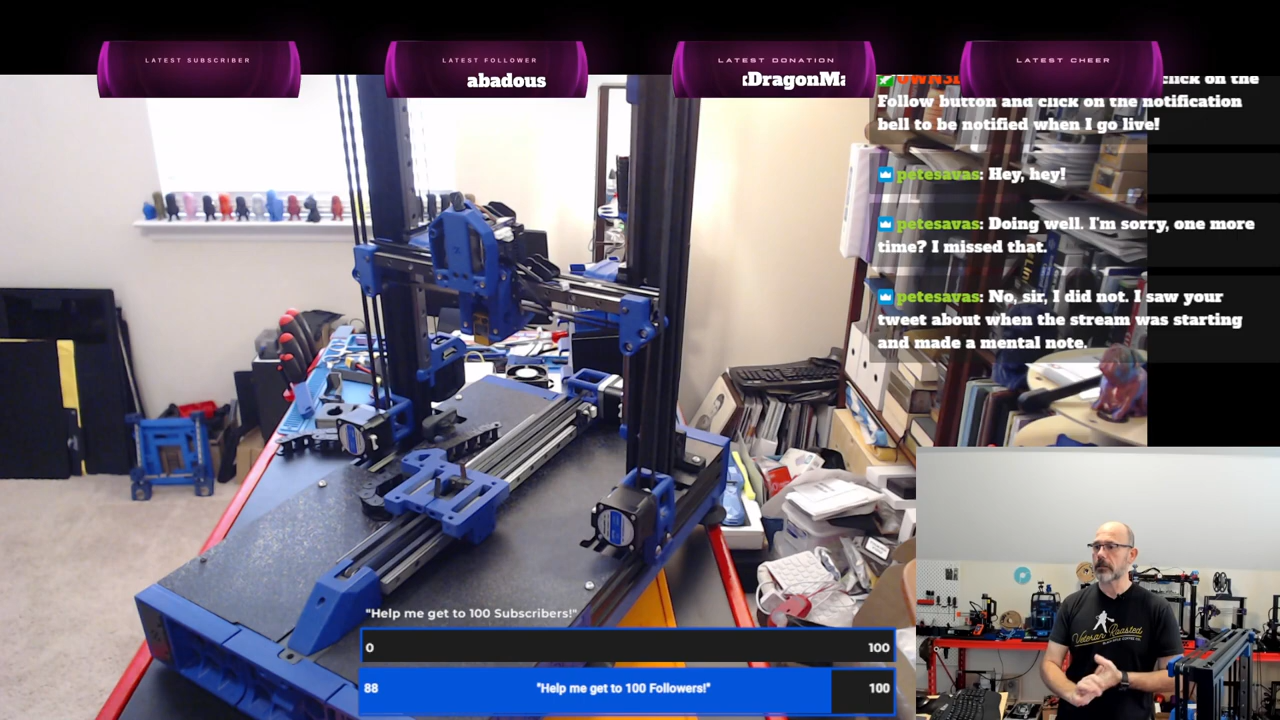 LATEST SUBSCRIBER
LATEST FOLLOWER
abadous
LATEST DONATION
DragonMa
LATEST CHEER
click on the
Follow button and click on the notification
bell to be notified when I go live!
petesavas: Hey, hey!
petesavas: Doing well. I'm sorry, one more
time? I missed that.
petesavas: No, sir, I did not. I saw your
tweet about when the stream was starting
and made a mental note.
"Help me get to 100 Subscribers!"
0 100
88 "Help me get to 100 Followers!" 100
Veteran Roasted